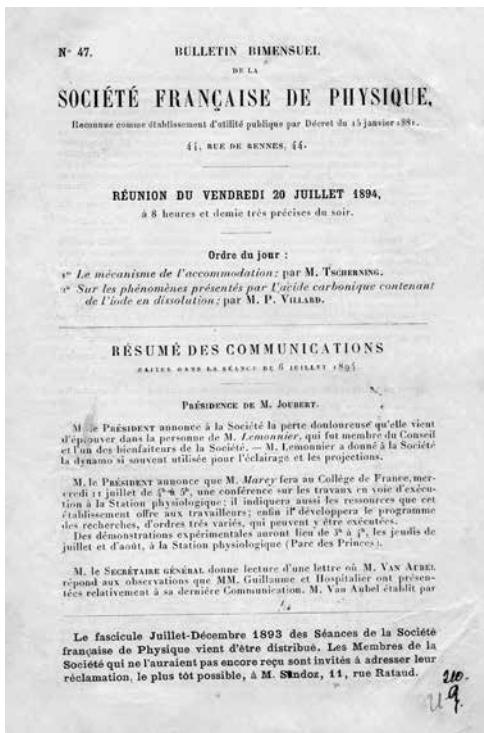 N° 47. BULLETIN BIMENSUEL
DE LA
SOCIÉTÉ FRANÇAISE DE PHYSIQUE,
Reconnue comme établissement d'utilité publique par Décret du 15 janvier 1881.
44, RUE DE RENNES, 44.
RÉUNION DU VENDREDI 20 JUILLET 1894,
à 8 heures et demie très précises du soir.
Ordre du jour :
1° Le mécanisme de l'accommodation; par M. TSCHERNING.
2° Sur les phénomènes présentés par l'acide carbonique contenant
de l'iode en dissolution; par M. P. VILLARD.
RÉSUMÉ DES COMMUNICATIONS
FAITES DANS LA SÉANCE DU 6 JUILLET 1894
PRÉSIDENCE DE M. JOUBERT.
M. le PRÉSIDENT annonce à la Société la perte douloureuse qu'elle vient
d'éprouver dans la personne de M. Lemonnier, qui fut membre du Conseil
et l'un des bienfaiteurs de la Société. — M. Lemonnier a donné à la Société
la dynamo si souvent utilisée pour l'éclairage et les projections.
M. le PRÉSIDENT annonce que M. Marey fera au Collège de France, mer-
credi 11 juillet de 4h à 5h, une conférence sur les travaux en voie d'exécu-
tion à la Station physiologique; il indiquera aussi les ressources que cet
établissement offre aux travailleurs; enfin il développera le programme
des recherches, d'ordres très variés, qui peuvent y être exécutées.
Des démonstrations expérimentales auront lieu de 3h à 4h, les jeudis de
juillet et d'août, à la Station physiologique (Parc des Princes).
M. le SECRÉTAIRE GÉNÉRAL donne lecture d'une lettre où M. VAN AUBEL
répond aux observations que MM. Guillaume et Hospitalier ont présen-
tées relativement à sa dernière Communication. M. Van Aubel établit par
Le fascicule Juillet-Décembre 1893 des Séances de la Société
française de Physique vient d'être distribué. Les Membres de la
Société qui ne l'auraient pas encore reçu sont invités à adresser leur
réclamation, le plus tôt possible, à M. Sandoz, 11, rue Rataud.